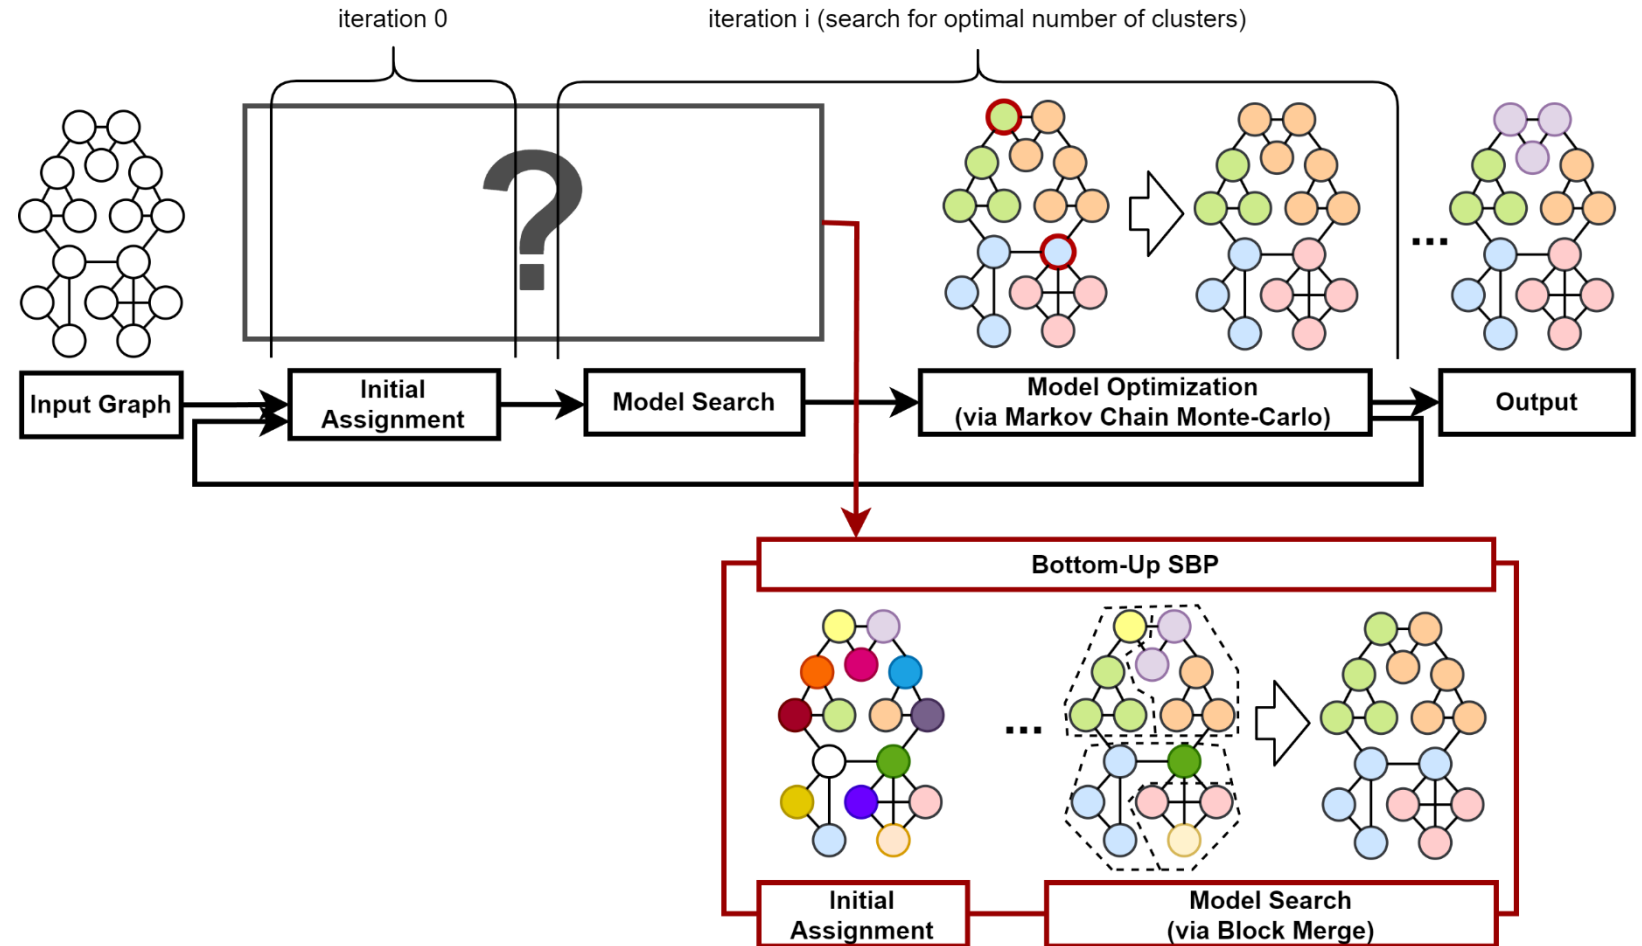 iteration 0
iteration i (search for optimal number of clusters)
?
...
Input Graph
Initial
Assignment
Model Search
Model Optimization
(via Markov Chain Monte-Carlo)
Output
Bottom-Up SBP
...
Initial
Assignment
Model Search
(via Block Merge)